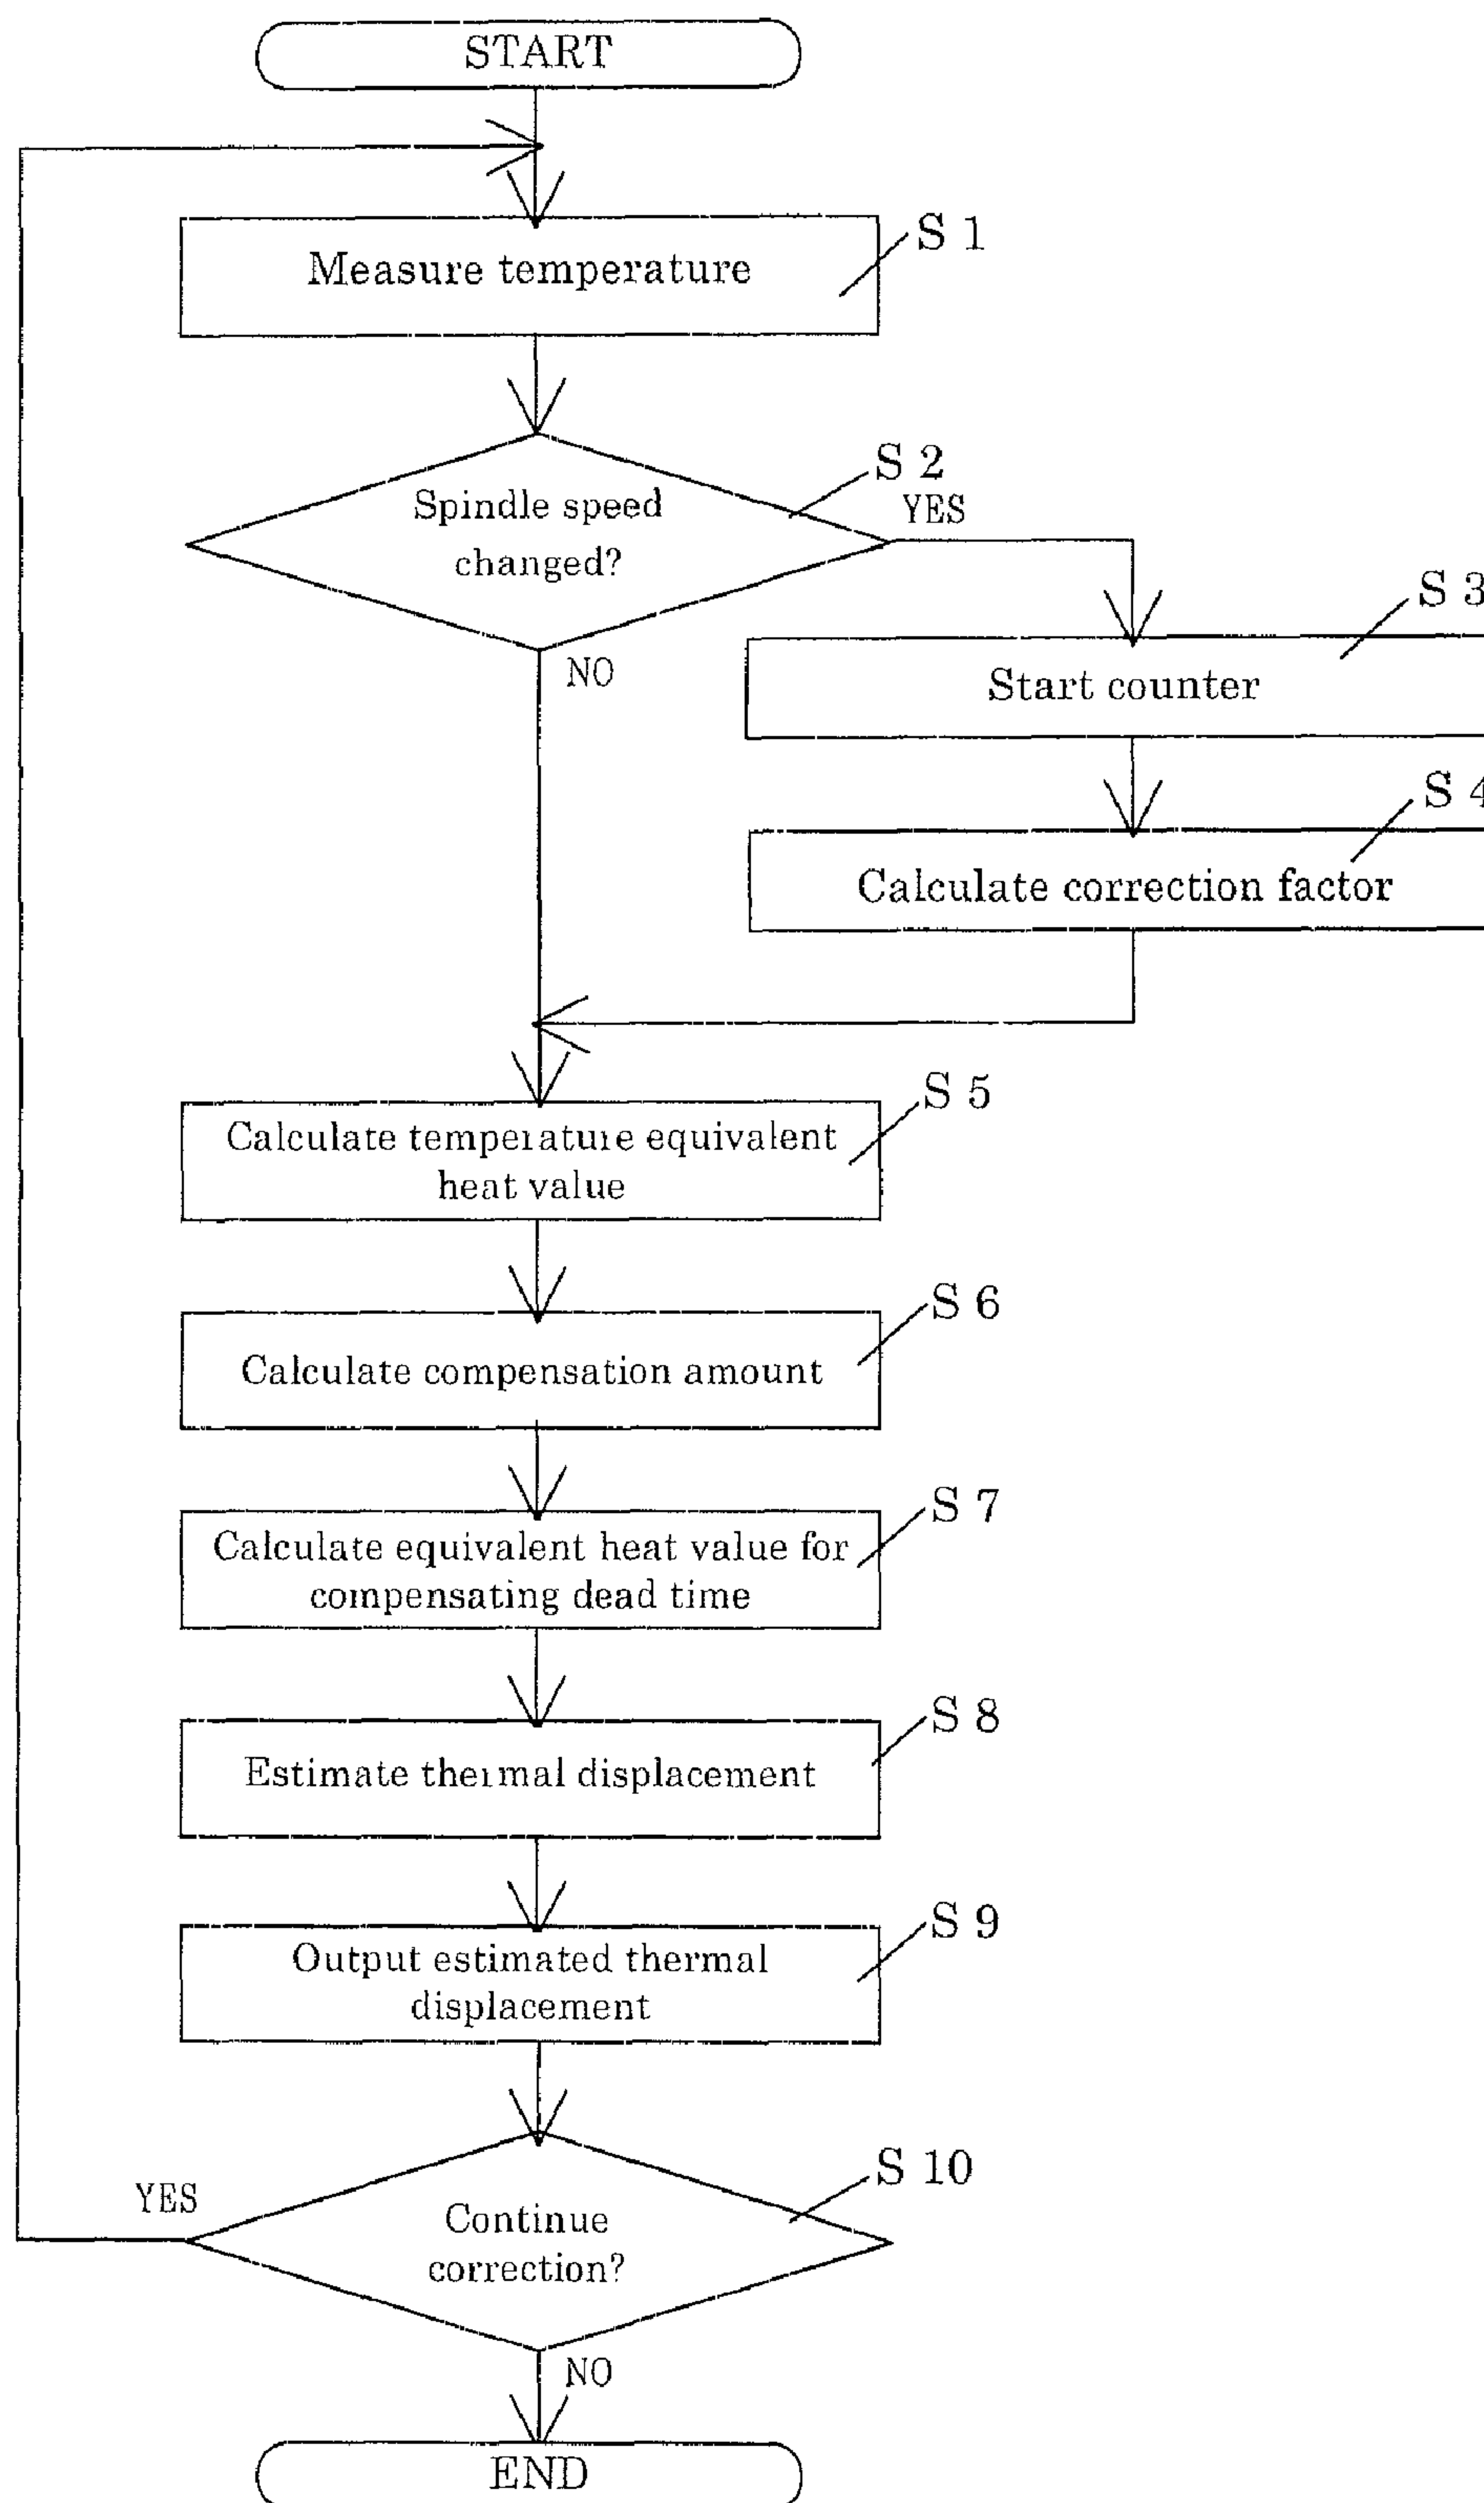 START
Measure temperature
S 1
Spindle speed
changed?
S 2
YES
NO
Start counter
S 3
Calculate correction factor
S 4
Calculate temperature equivalent
heat value
S 5
Calculate compensation amount
S 6
Calculate equivalent heat value for
compensating dead time
S 7
Estimate thermal displacement
S 8
Output estimated thermal
displacement
S 9
Continue
correction?
S 10
YES
NO
END